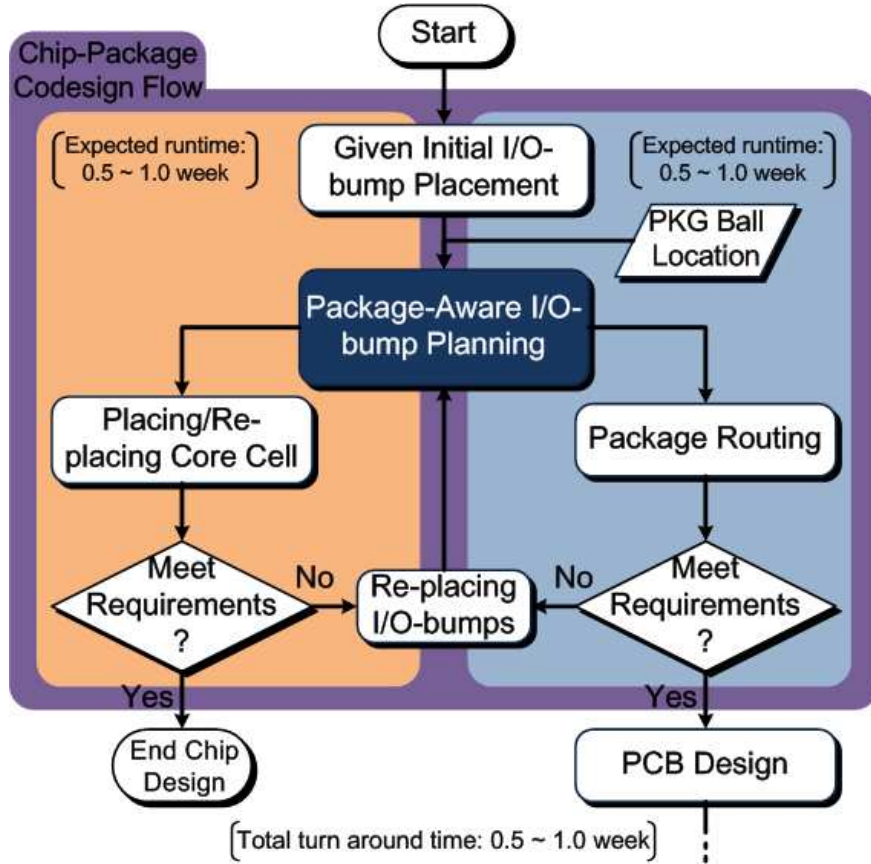 Start
Chip-Package
Codesign Flow
Expected runtime:
0.5 ~ 1.0 week
Given Initial I/O-
bump Placement
Expected runtime:
0.5 ~ 1.0 week
PKG Ball
Location
Package-Aware I/O-
bump Planning
Placing/Re-
placing Core Cell
Package Routing
Meet
Requirements
?
No
Re-placing
I/O-bumps
No
Meet
Requirements
?
Yes
Yes
End Chip
Design
PCB Design
Total turn around time: 0.5 ~ 1.0 week